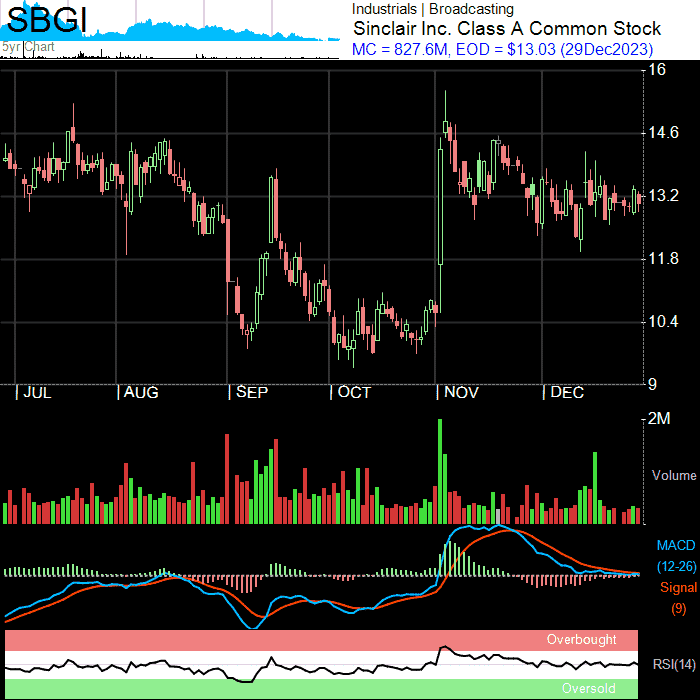 SBGI
5yr Chart
Industrials | Broadcasting
Sinclair Inc. Class A Common Stock
MC = 827.6M, EOD = $13.03 (29Dec2023)
16
14.6
13.2
11.8
10.4
9
JUL AUG SEP OCT NOV DEC
2M
Volume
MACD
(12-26)
Signal
(9)
Overbought
RSI(14)
Oversold